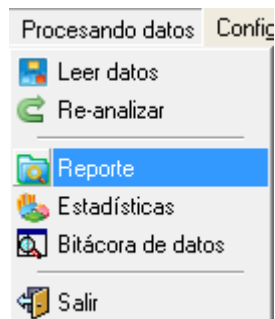 Procesando datos Config
Leer datos
Re-analizar
Reporte
Estadísticas
Bitácora de datos
Salir